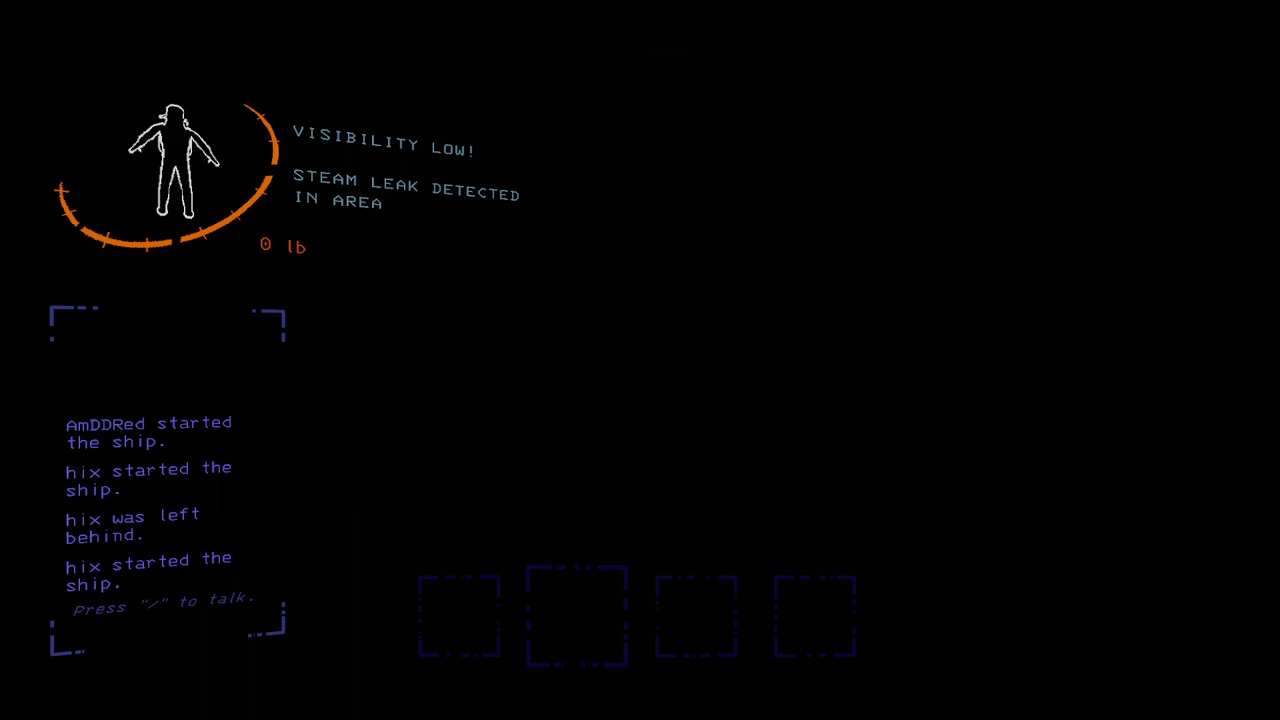 VISIBILITY LOW!
STEAM LEAK DETECTED
IN AREA
0 lb
AmDDRed started
the ship.
hix started the
ship.
hix was left
behind.
hix started the
ship.
Press "/" to talk.